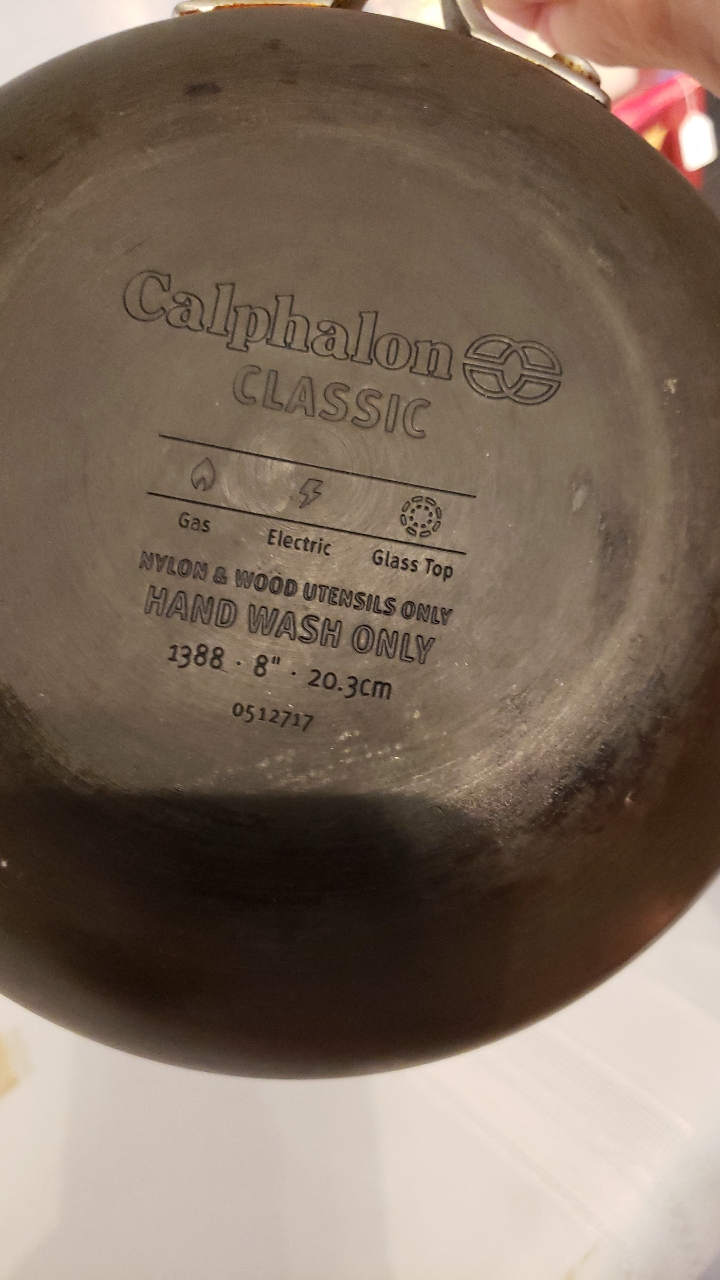 Calphalon
CLASSIC
Gas Electric Glass Top
NYLON & WOOD UTENSILS ONLY
HAND WASH ONLY
1388 · 8" · 20.3cm
0512717